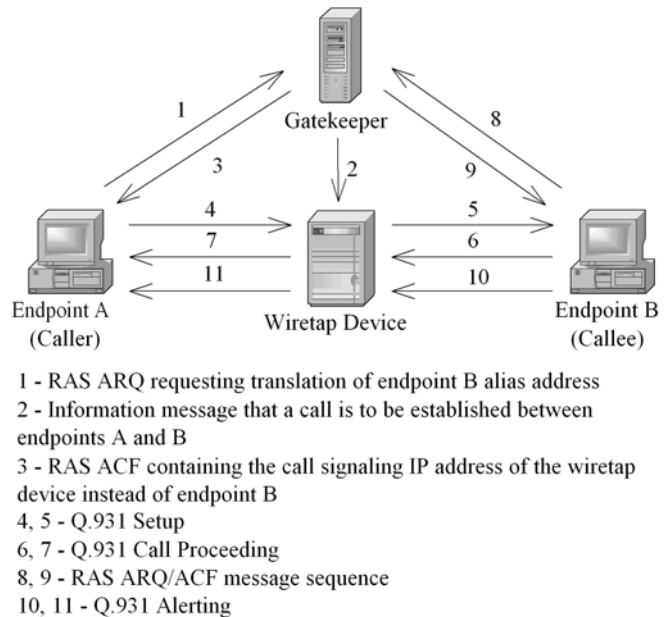 Gatekeeper
1
8
3
2
9
4
5
7
6
11
10
Endpoint A
(Caller)
Wiretap Device
Endpoint B
(Callee)
1 - RAS ARQ requesting translation of endpoint B alias address
2 - Information message that a call is to be established between
endpoints A and B
3 - RAS ACF containing the call signaling IP address of the wiretap
device instead of endpoint B
4, 5 - Q.931 Setup
6, 7 - Q.931 Call Proceeding
8, 9 - RAS ARQ/ACF message sequence
10, 11 - Q.931 Alerting